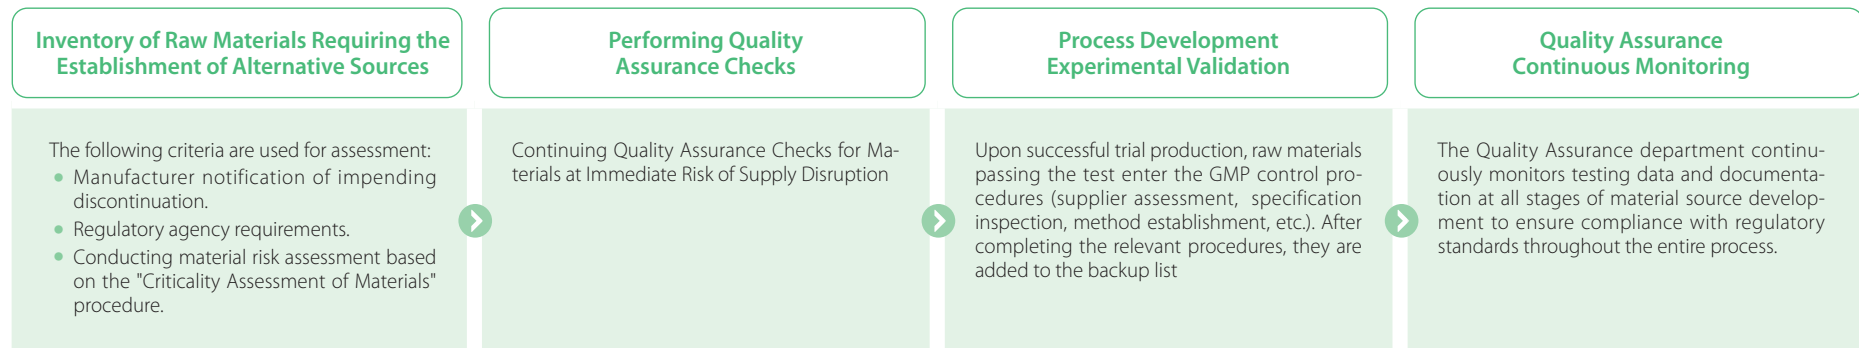 Inventory of Raw Materials Requiring the
Establishment of Alternative Sources
The following criteria are used for assessment:
Manufacturer notification of impending
discontinuation.
Regulatory agency requirements.
Conducting material risk assessment based
on the "Criticality Assessment of Materials"
procedure.
Performing Quality
Assurance Checks
Continuing Quality Assurance Checks for Ma-
terials at Immediate Risk of Supply Disruption
Process Development
Experimental Validation
Upon successful trial production, raw materials
passing the test enter the GMP control pro-
cedures (supplier assessment, specification
inspection, method establishment, etc.). After
completing the relevant procedures, they are
added to the backup list
Quality Assurance
Continuous Monitoring
The Quality Assurance department continu-
ously monitors testing data and documenta-
tion at all stages of material source develop-
ment to ensure compliance with regulatory
standards throughout the entire process.